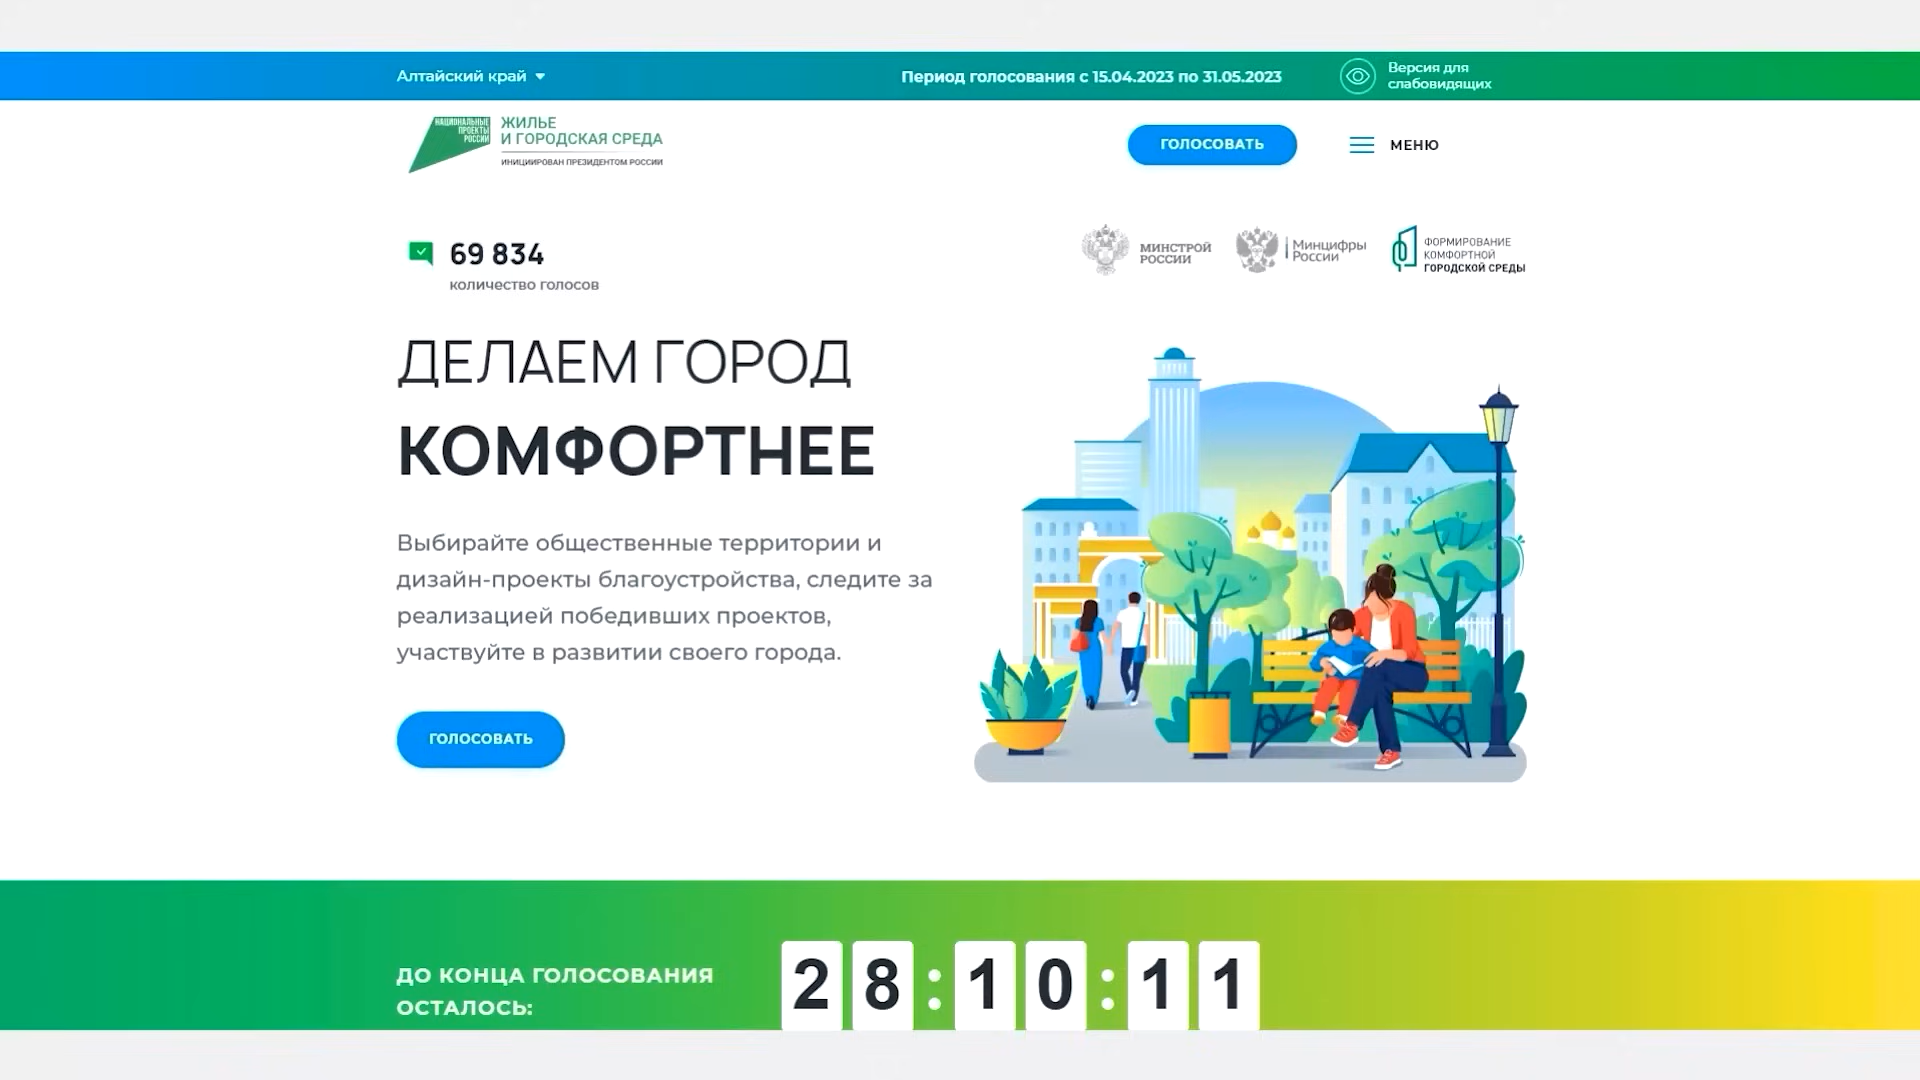 Алтайский край
Период голосования с 15.04.2023 по 31.05.2023
Версия для
слабовидящих
НАЦИОНАЛЬНЫЕ
ПРОЕКТЫ
РОССИИ
ЖИЛЬЕ
И ГОРОДСКАЯ СРЕДА
ИНИЦИИРОВАН ПРЕЗИДЕНТОМ РОССИИ
ГОЛОСОВАТЬ
МЕНЮ
69 834
количество голосов
МИНСТРОЙ
РОССИИ
Минцифры
России
ФОРМИРОВАНИЕ
КОМФОРТНОЙ
ГОРОДСКОЙ СРЕДЫ
ДЕЛАЕМ ГОРОД
КОМФОРТНЕЕ
Выбирайте общественные территории и
дизайн-проекты благоустройства, следите за
реализацией победивших проектов,
участвуйте в развитии своего города.
ГОЛОСОВАТЬ
ДО КОНЦА ГОЛОСОВАНИЯ
ОСТАЛОСЬ:
28:10:11